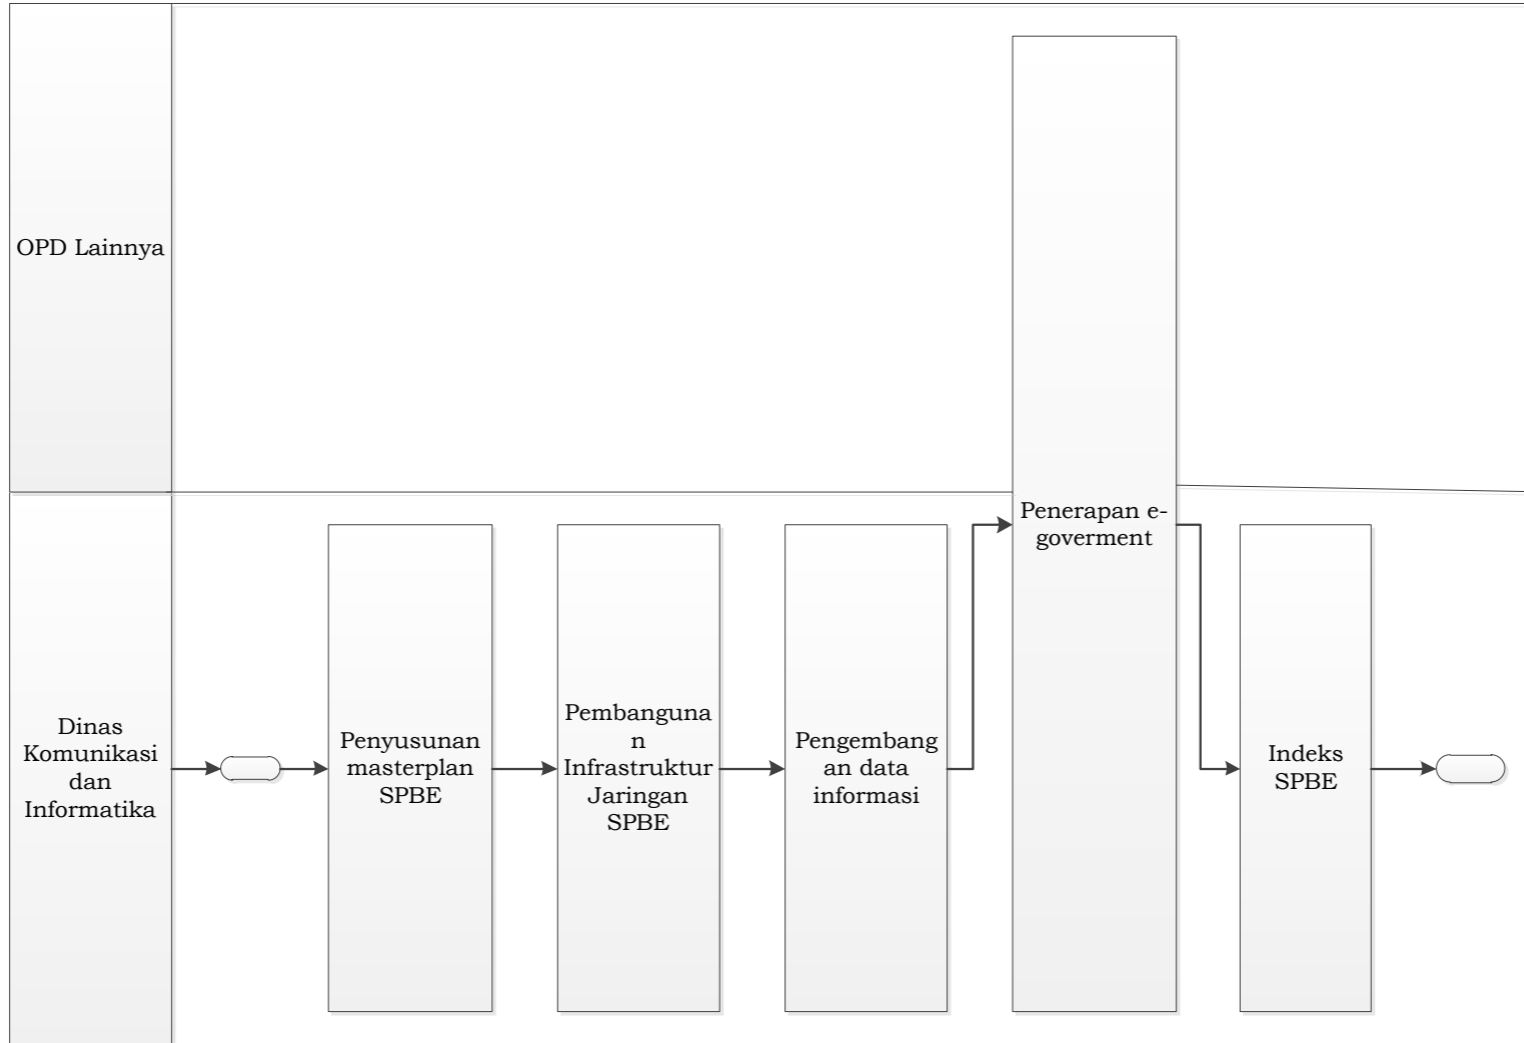 OPD Lainnya
Dinas
Komunikasi
dan
Informatika
Penyusunan
masterplan
SPBE
Pembanguna
n
Infrastruktur
Jaringan
SPBE
Pengembang
an data
informasi
Penerapan e-
goverment
Indeks
SPBE